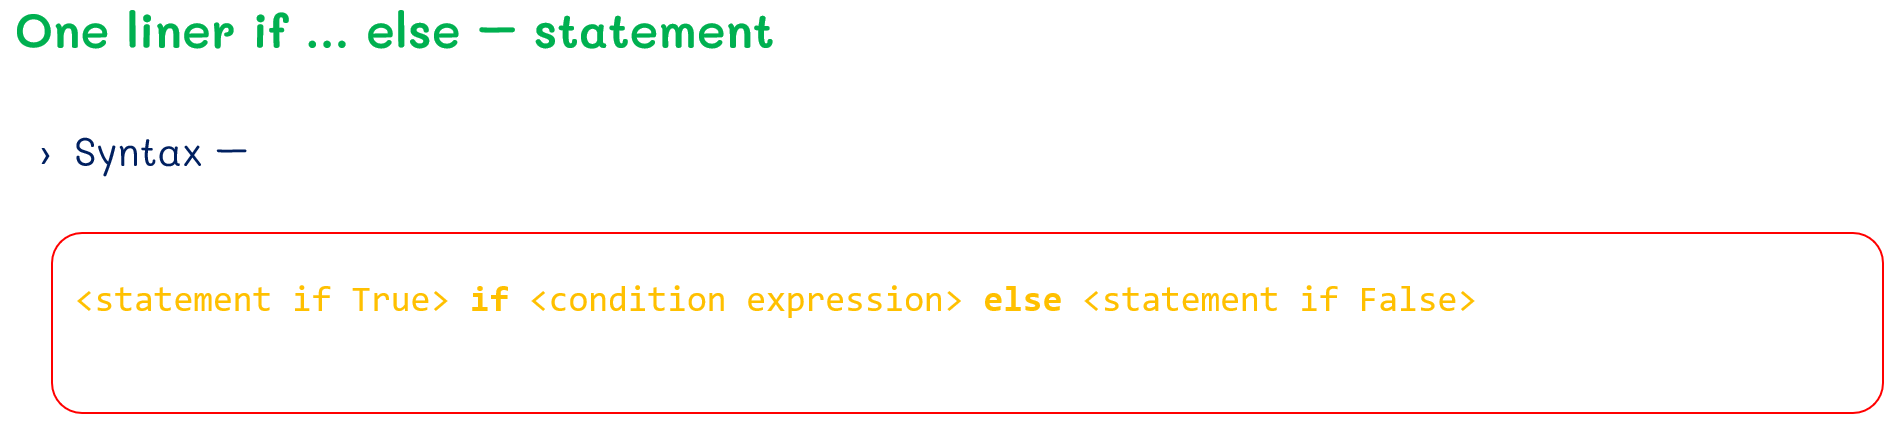 One liner if ... else – statement
› Syntax –
<statement if True> if <condition expression> else <statement if False>